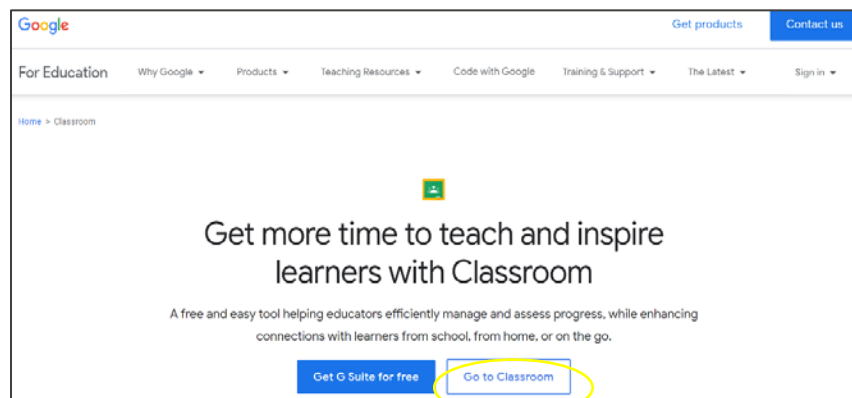 Google
Get products
Contact us
For Education
Why Google
Products
Teaching Resources
Code with Google
Training & Support
The Latest
Sign in
Home > Classroom
Get more time to teach and inspire
learners with Classroom
A free and easy tool helping educators efficiently manage and assess progress, while enhancing
connections with learners from school, from home, or on the go.
Get G Suite for free
Go to Classroom